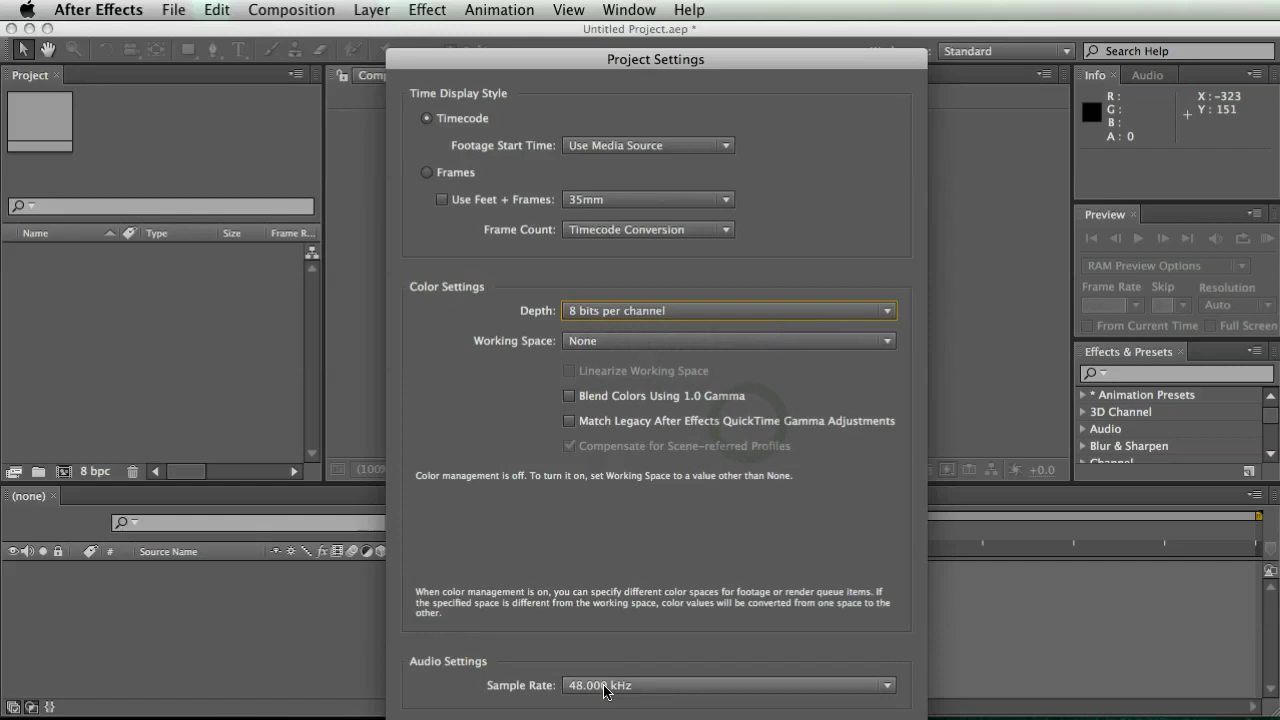 After Effects File Edit Composition Layer Effect Animation View Window Help
Untitled Project.aep *
Standard
Search Help
Project
Comp
Project Settings
Info
Audio
R :
G :
B :
A : 0
X : -323
Y : 151
Time Display Style
Timecode
Footage Start Time: Use Media Source
Frames
Use Feet + Frames: 35mm
Frame Count: Timecode Conversion
Name Type Size Frame R...
Preview
RAM Preview Options
Frame Rate Skip Resolution
Auto
From Current Time Full Screen
Color Settings
Depth: 8 bits per channel
Working Space: None
Linearize Working Space
Blend Colors Using 1.0 Gamma
Match Legacy After Effects QuickTime Gamma Adjustments
Compensate for Scene-referred Profiles
Color management is off. To turn it on, set Working Space to a value other than None.
Effects & Presets
* Animation Presets
3D Channel
Audio
Blur & Sharpen
Channel
8 bpc
(100%
+0.0
(none)
# Source Name
When color management is on, you can specify different color spaces for footage or render queue items. If
the specified space is different from the working space, color values will be converted from one space to the
other.
Audio Settings
Sample Rate: 48.000 kHz